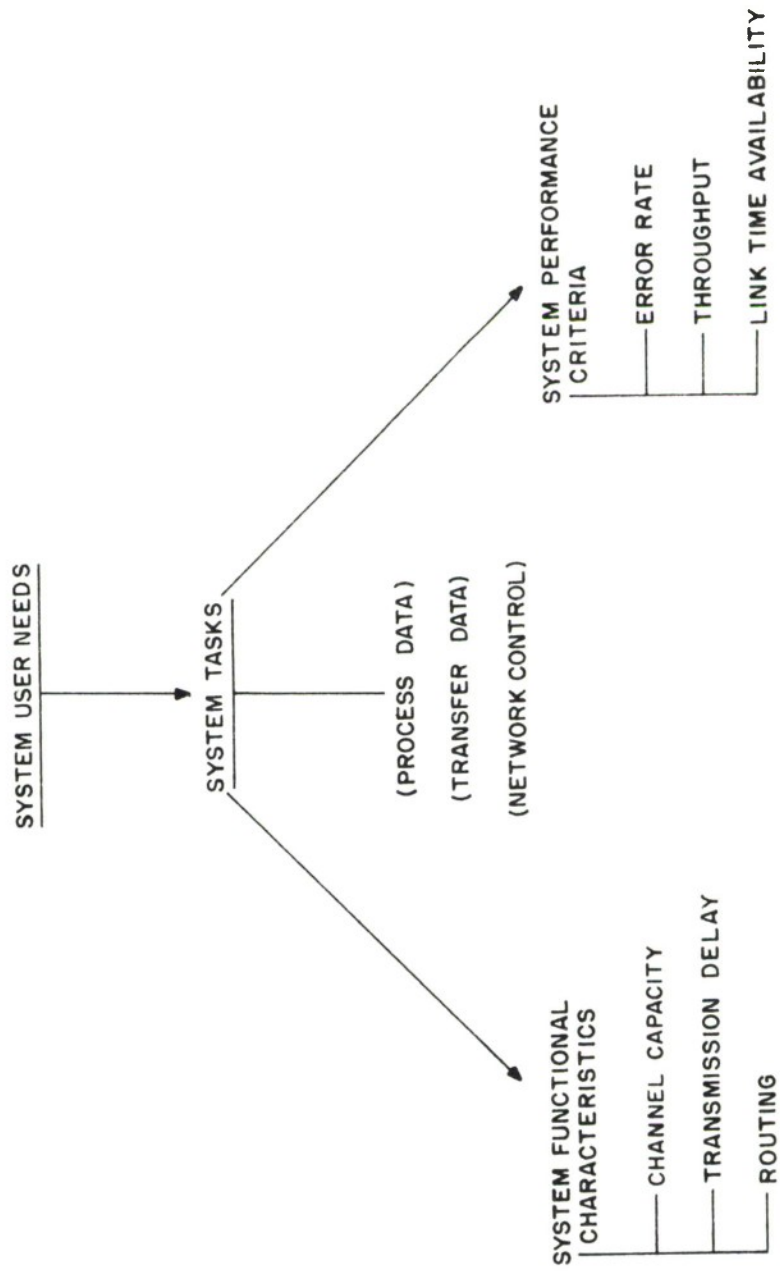 SYSTEM USER NEEDS
SYSTEM TASKS
(PROCESS DATA)
(TRANSFER DATA)
(NETWORK CONTROL)
SYSTEM FUNCTIONAL
CHARACTERISTICS
CHANNEL CAPACITY
TRANSMISSION DELAY
ROUTING
SYSTEM PERFORMANCE
CRITERIA
ERROR RATE
THROUGHPUT
LINK TIME AVAILABILITY